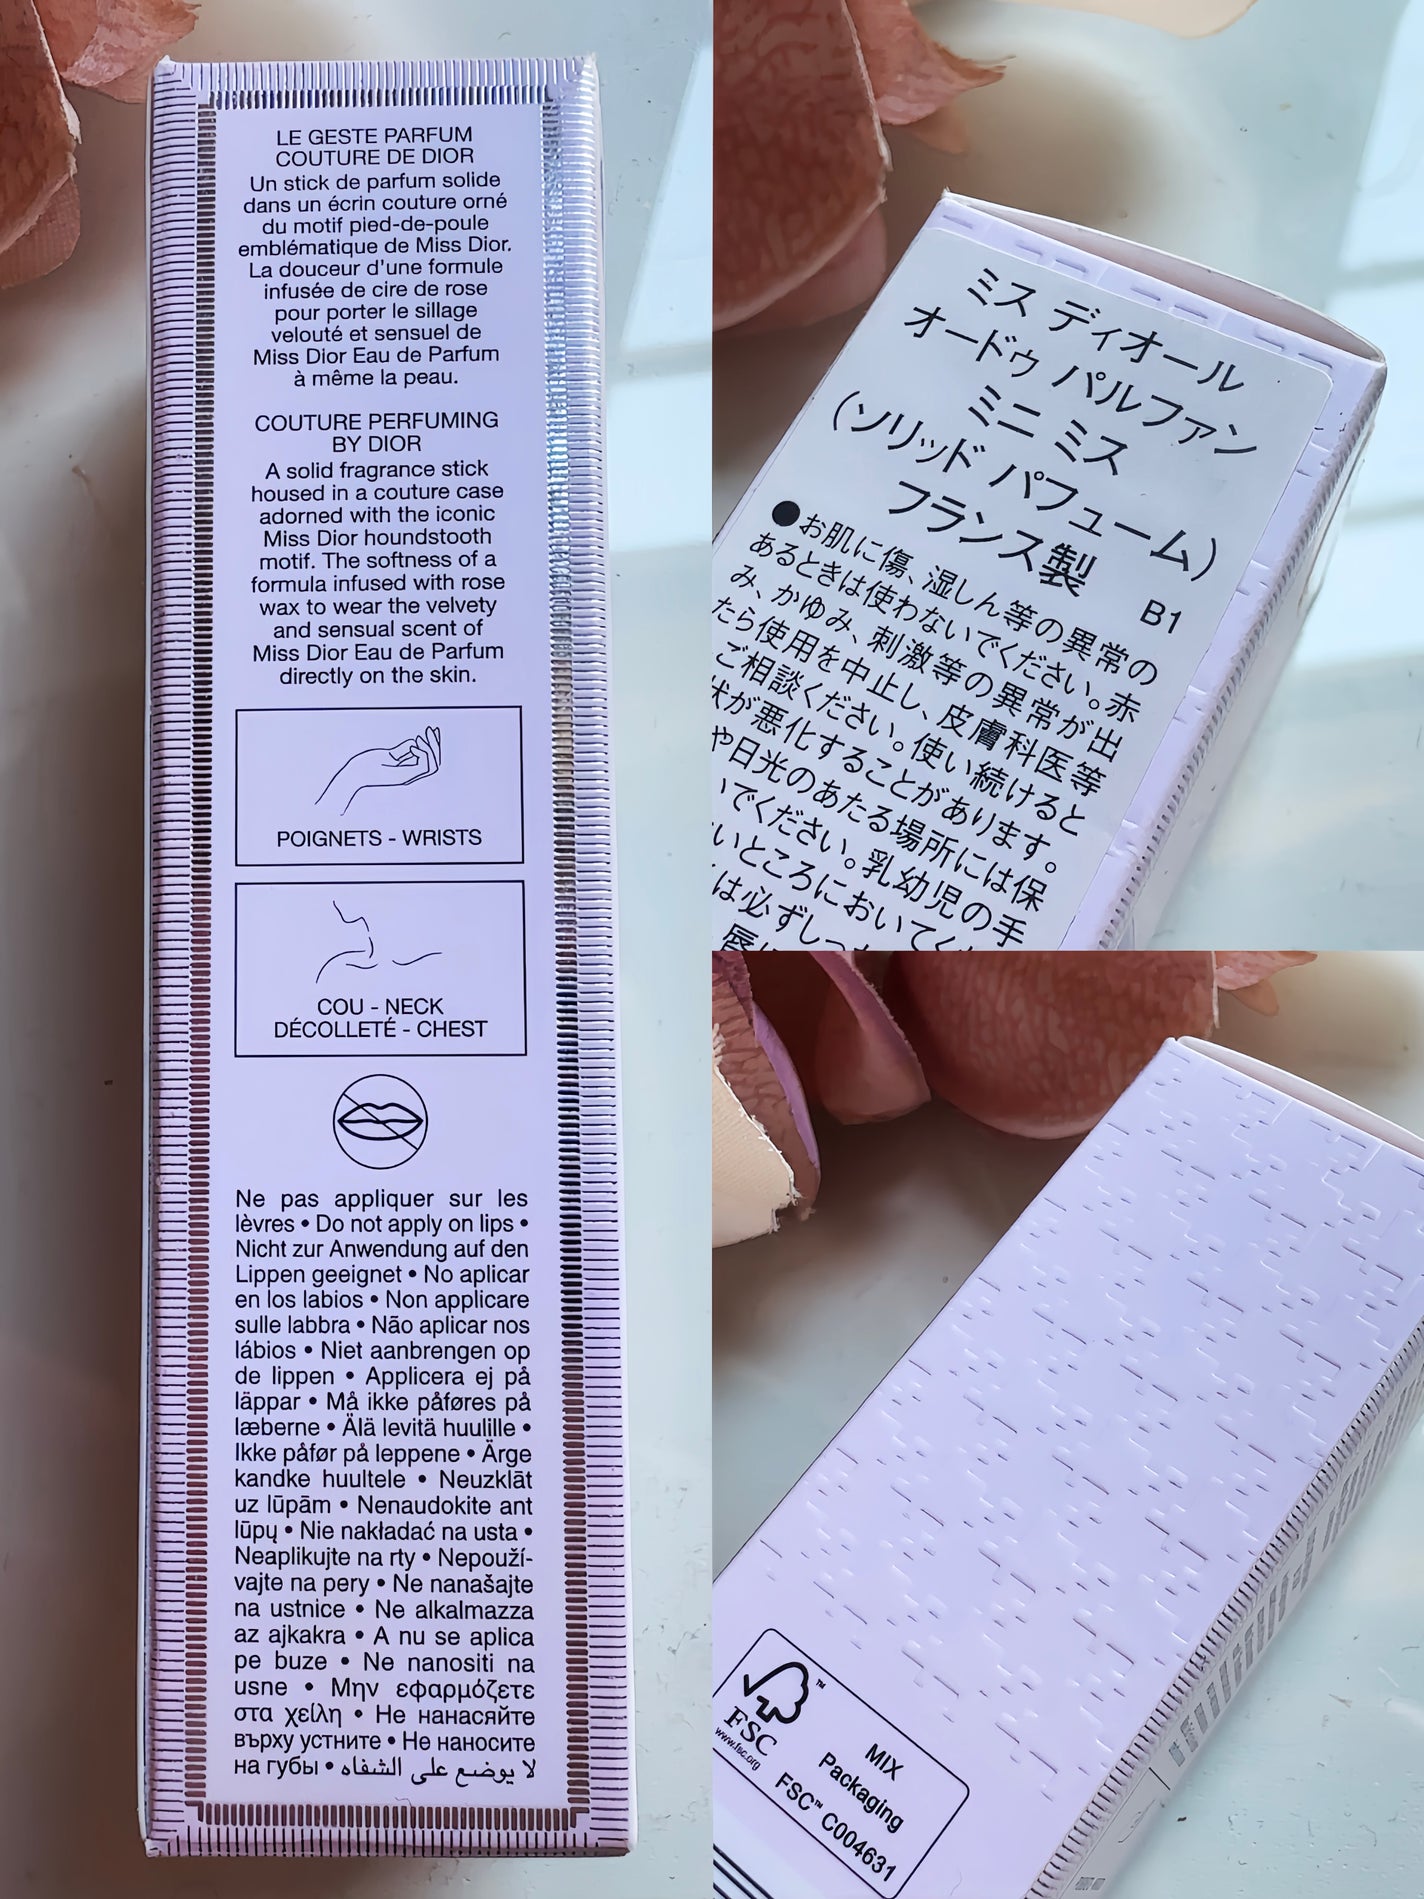 LE GESTE PARFUM
COUTURE DE DIOR
Un stick de parfum solide
dans un écrin couture orné
du motif pied-de-poule
emblématique de Miss Dior.
La douceur d'une formule
infusée de cire de rose
pour porter le sillage
velouté et sensuel de
Miss Dior Eau de Parfum
à même la peau.
COUTURE PERFUMING
BY DIOR
A solid fragrance stick
housed in a couture case
adorned with the iconic
Miss Dior houndstooth
motif. The softness of a
formula infused with rose
wax to wear the velvety
and sensual scent of
Miss Dior Eau de Parfum
directly on the skin.
POIGNETS - WRISTS
COU - NECK
DÉCOLLETÉ - CHEST
Ne pas appliquer sur les
lèvres • Do not apply on lips •
Nicht zur Anwendung auf den
Lippen geeignet • No aplicar
en los labios • Non applicare
sulle labbra • Não aplicar nos
lábios • Niet aanbrengen op
de lippen • Applicera ej på
läppar • Må ikke påføres på
læberne • Älä levitä huulille •
Ikke påfør på leppene • Ärge
kandke huultele • Neuzklāt
uz lūpām • Nenaudokite ant
lūpų • Nie nakładać na usta •
Neaplikujte na rty • Nepouží-
vajte na pery • Ne nanašajte
na ustnice • Ne alkalmazza
az ajkakra • A nu se aplica
pe buze • Ne nanositi na
usne • Μην εφαρμόζετε
στα χείλη • Не нанасяйте
върху устните • Не наносите
на губы • لا يوضع على الشفاه
ミス ディオール
オードゥ パルファン
ミニ ミス
(ソリッド パフューム)
フランス製
B1
●お肌に傷、湿しん等の異常の
あるときは使わないでください。赤
み、かゆみ、刺激等の異常が出
たら使用を中止し、皮膚科医等
ご相談ください。使い続けると
状が悪化することがあります。
や日光のあたる場所には保
いでください。乳幼児の手
いところにおいてく
は必ずしっ
唇に
FSC™
www.fsc.org
MIX
Packaging
FSC™ C004631